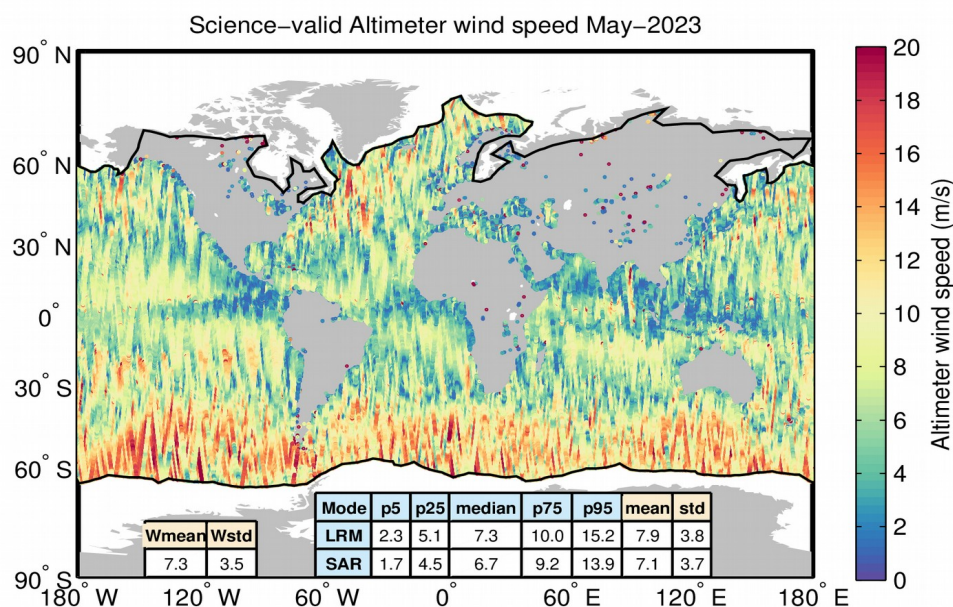 Science−valid Altimeter wind speed May−2023
90° N
60° N
30° N
0°
30° S
60° S
90° S
180° W 120° W 60° W 0° 60° E 120° E 180° E
Wmean Wstd
7.3 3.5
Mode p5 p25 median p75 p95 mean std
LRM 2.3 5.1 7.3 10.0 15.2 7.9 3.8
SAR 1.7 4.5 6.7 9.2 13.9 7.1 3.7
20
18
16
14
12
10
8
6
4
2
0
Altimeter wind speed (m/s)